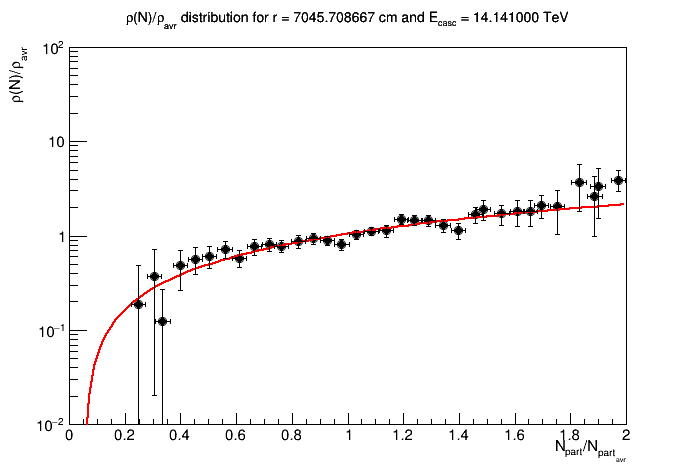 ρ(N)/ρavr distribution for r = 7045.708667 cm and Ecasc = 14.141000 TeV
ρ(N)/ρavr
10²
10
1
10⁻¹
10⁻²
0 0.2 0.4 0.6 0.8 1 1.2 1.4 1.6 1.8 2
Npart/Npartavr